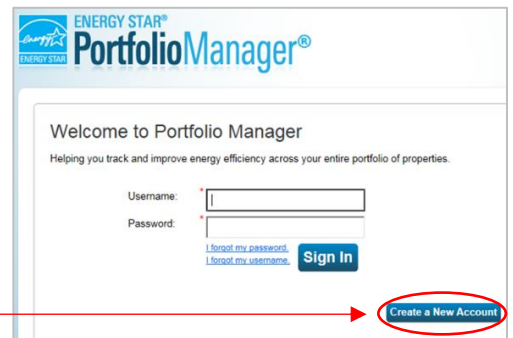 ENERGY STAR®
PortfolioManager®
energy
ENERGY STAR
Welcome to Portfolio Manager
Helping you track and improve energy efficiency across your entire portfolio of properties.
Username: *
Password: *
I forgot my password.
I forgot my username.
Sign In
Create a New Account